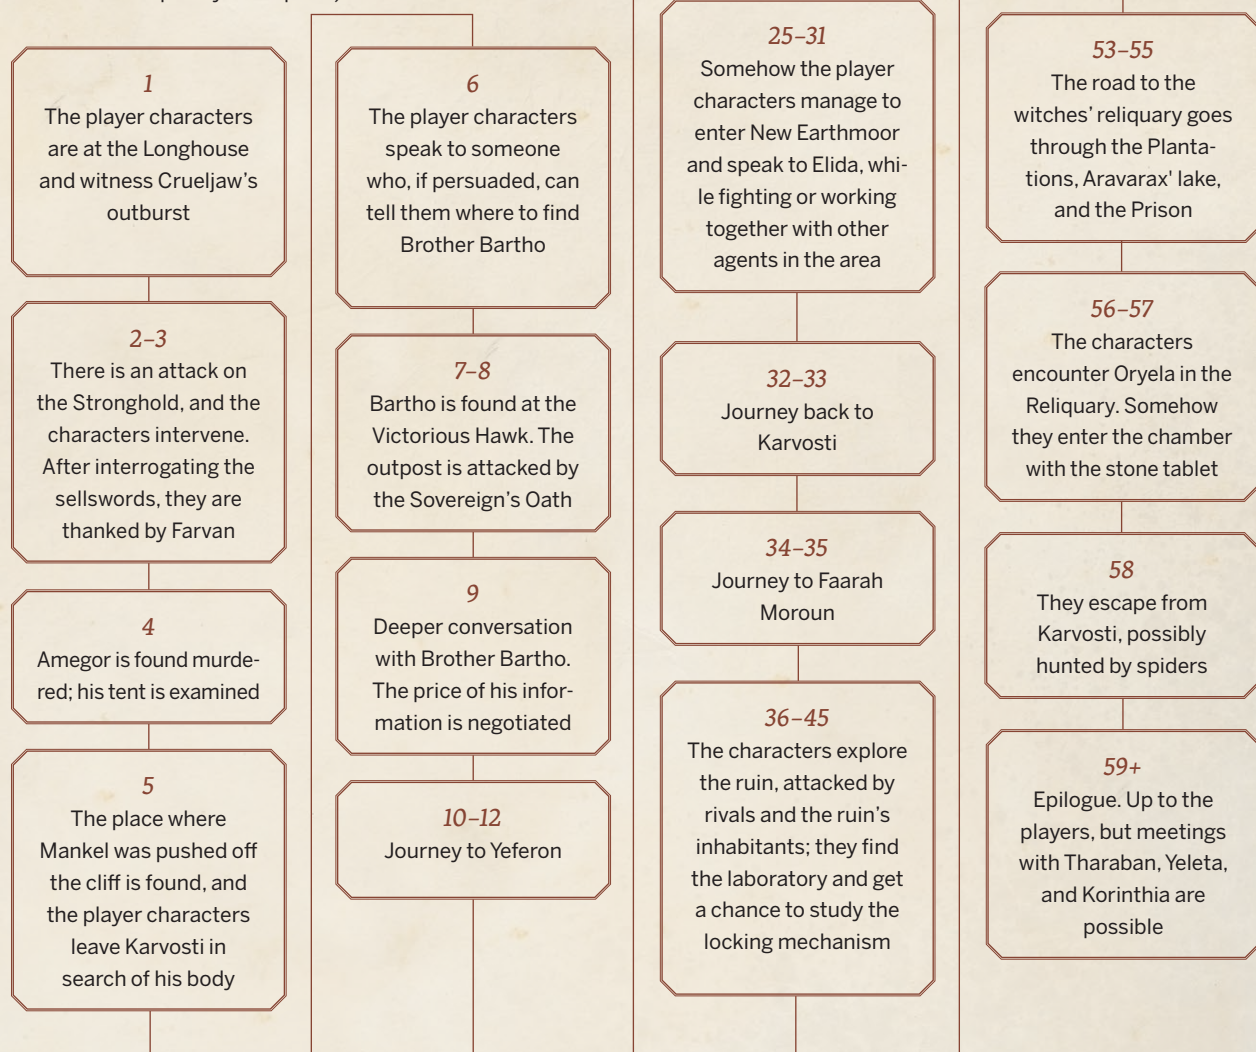 1
The player characters
are at the Longhouse
and witness Crueljaw's
outburst
2–3
There is an attack on
the Stronghold, and the
characters intervene.
After interrogating the
sellswords, they are
thanked by Farvan
4
Amegor is found murde-
red; his tent is examined
5
The place where
Mankel was pushed off
the cliff is found, and
the player characters
leave Karvosti in
search of his body
6
The player characters
speak to someone
who, if persuaded, can
tell them where to find
Brother Bartho
7–8
Bartho is found at the
Victorious Hawk. The
outpost is attacked by
the Sovereign's Oath
9
Deeper conversation
with Brother Bartho.
The price of his infor-
mation is negotiated
10–12
Journey to Yeferon
25–31
Somehow the player
characters manage to
enter New Earthmoor
and speak to Elida, whi-
le fighting or working
together with other
agents in the area
32–33
Journey back to
Karvosti
34–35
Journey to Faarah
Moroun
36–45
The characters explore
the ruin, attacked by
rivals and the ruin's
inhabitants; they find
the laboratory and get
a chance to study the
locking mechanism
53–55
The road to the
witches' reliquary goes
through the Planta-
tions, Aravarax' lake,
and the Prison
56–57
The characters
encounter Oryela in the
Reliquary. Somehow
they enter the chamber
with the stone tablet
58
They escape from
Karvosti, possibly
hunted by spiders
59+
Epilogue. Up to the
players, but meetings
with Tharaban, Yeleta,
and Korinthia are
possible